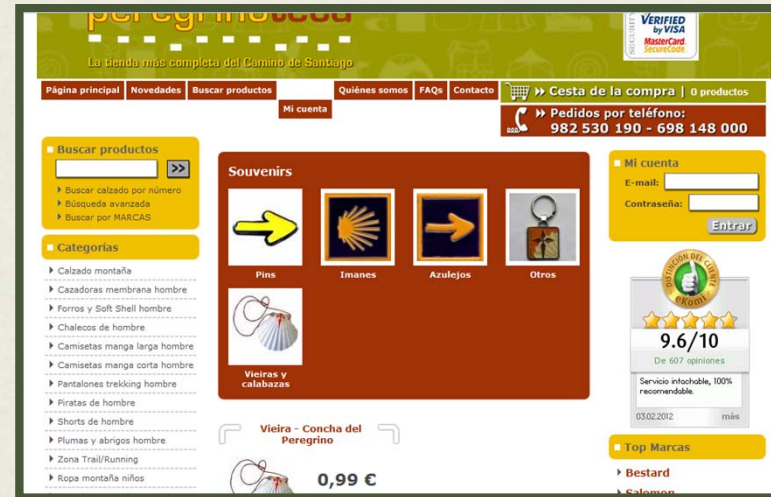 peregrinoteca
La tienda más completa del Camino de Santiago
VERIFIED
by VISA
MasterCard
SecureCode
Página principal
Novedades
Buscar productos
Mi cuenta
Quiénes somos
FAQs
Contacto
Cesta de la compra | 0 productos
Pedidos por teléfono:
982 530 190 - 698 148 000
Buscar productos
>>
Buscar calzado por número
Búsqueda avanzada
Buscar por MARCAS
Categorías
Calzado montaña
Cazadoras membrana hombre
Forros y Soft Shell hombre
Chalecos de hombre
Camisetas manga larga hombre
Camisetas manga corta hombre
Pantalones trekking hombre
Piratas de hombre
Shorts de hombre
Plumas y abrigos hombre
Zona Trail/Running
Ropa montaña niños
Souvenirs
Pins
Imanes
Azulejos
Otros
Vieiras y
calabazas
Vieira - Concha del
Peregrino
0,99 €
Mi cuenta
E-mail:
Contraseña:
Entrar
DISTINCIÓN DEL CLIENTE
eKomi
9.6/10
De 607 opiniones
Servicio intachable, 100%
recomendable.
03.02.2012
más
Top Marcas
Bestard
Salomon